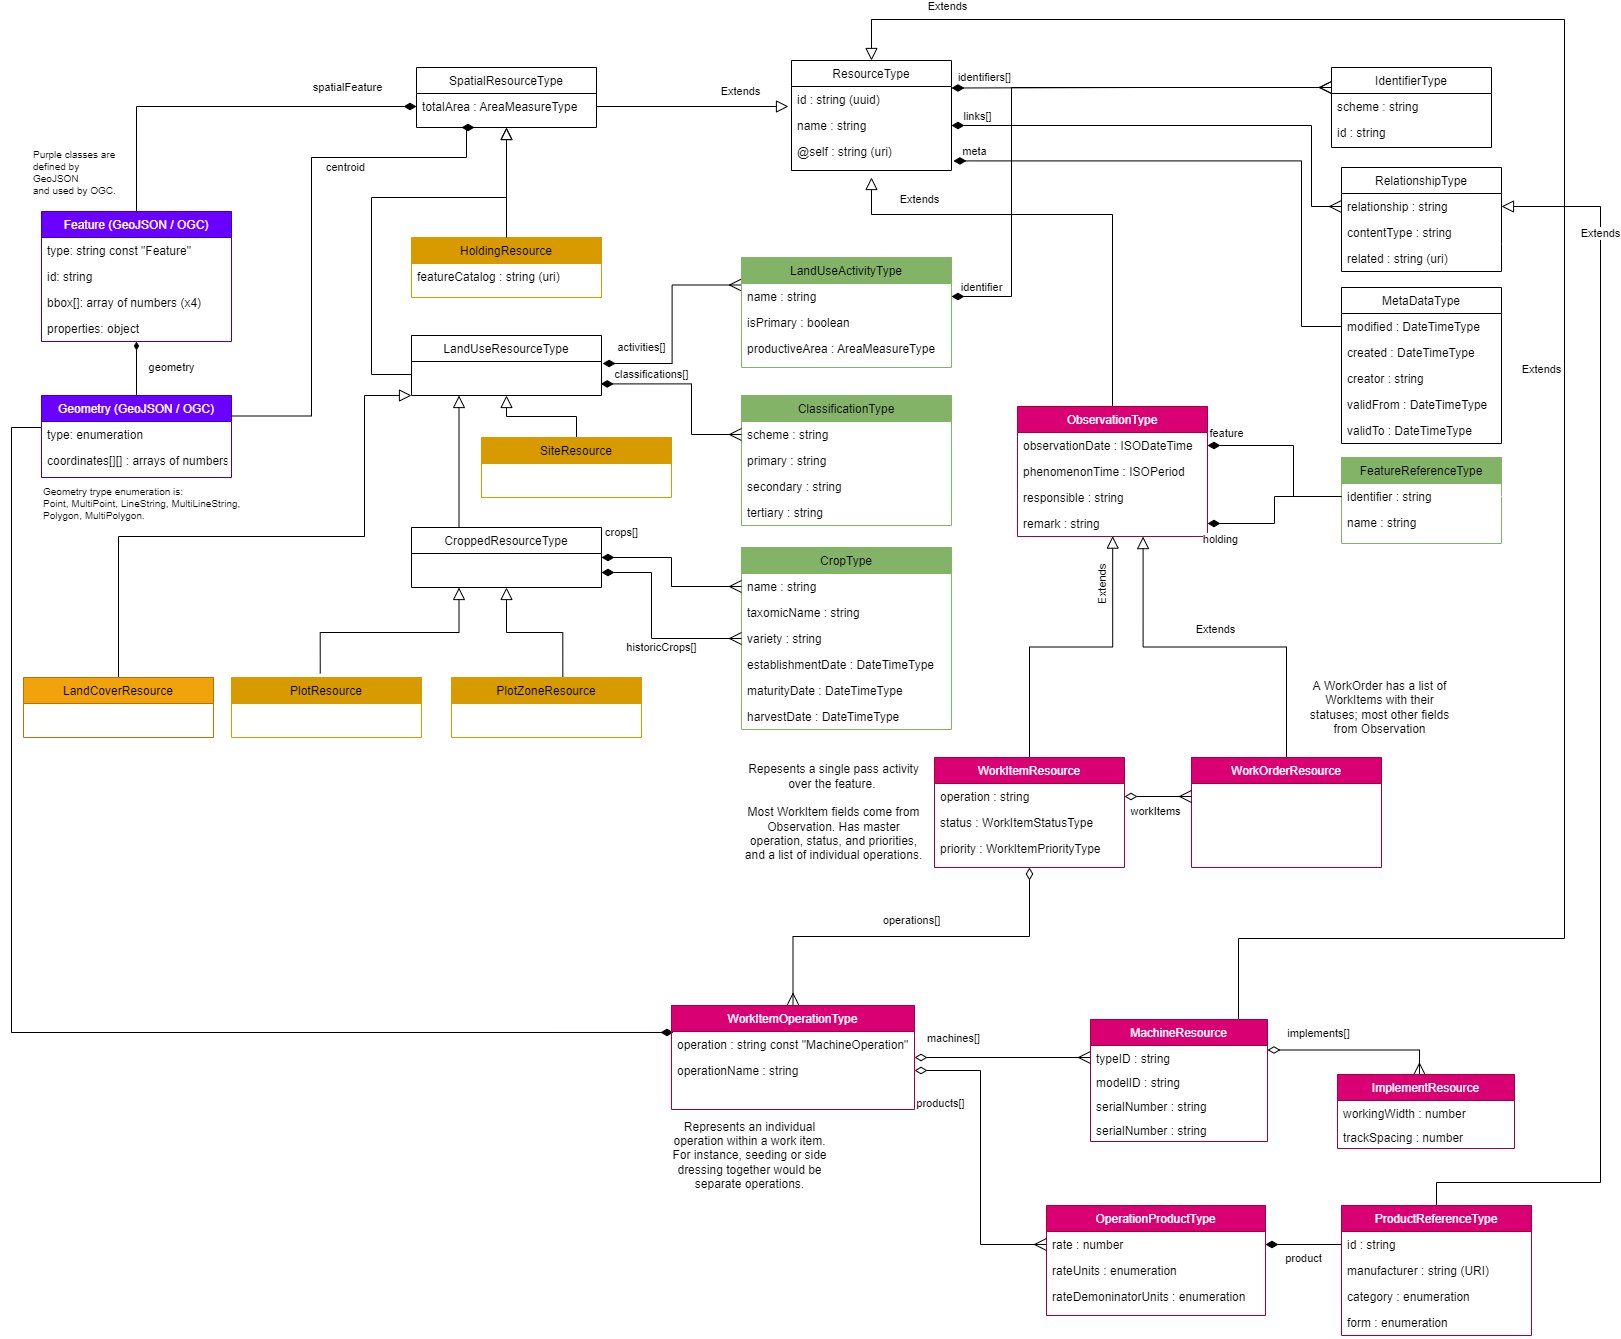 Extends
SpatialResourceType
totalArea : AreaMeasureType
spatialFeature
Extends
ResourceType
id : string (uuid)
name : string
@self : string (uri)
identifiers[]
links[]
meta
IdentifierType
scheme : string
id : string
Purple classes are
defined by
GeoJSON
and used by OGC.
centroid
Extends
RelationshipType
relationship : string
contentType : string
related : string (uri)
Extends
Feature (GeoJSON / OGC)
type: string const "Feature"
id: string
bbox[]: array of numbers (x4)
properties: object
HoldingResource
featureCatalog : string (uri)
LandUseActivityType
name : string
isPrimary : boolean
productiveArea : AreaMeasureType
identifier
MetaDataType
modified : DateTimeType
created : DateTimeType
creator : string
validFrom : DateTimeType
validTo : DateTimeType
geometry
LandUseResourceType
activities[]
classifications[]
Extends
Geometry (GeoJSON / OGC)
type: enumeration
coordinates[][] : arrays of numbers
Geometry trype enumeration is:
Point, MultiPoint, LineString, MultiLineString,
Polygon, MultiPolygon.
ClassificationType
scheme : string
primary : string
secondary : string
tertiary : string
SiteResource
ObservationType
observationDate : ISODateTime
phenomenonTime : ISOPeriod
responsible : string
remark : string
feature
holding
FeatureReferenceType
identifier : string
name : string
CroppedResourceType
crops[]
historicCrops[]
CropType
name : string
taxomicName : string
variety : string
establishmentDate : DateTimeType
maturityDate : DateTimeType
harvestDate : DateTimeType
Extends
Extends
LandCoverResource
PlotResource
PlotZoneResource
A WorkOrder has a list of
WorkItems with their
statuses; most other fields
from Observation
Repesents a single pass activity
over the feature.
Most WorkItem fields come from
Observation. Has master
operation, status, and priorities,
and a list of individual operations.
WorkItemResource
operation : string
status : WorkItemStatusType
priority : WorkItemPriorityType
workItems
WorkOrderResource
operations[]
WorkItemOperationType
operation : string const "MachineOperation"
operationName : string
machines[]
products[]
Represents an individual
operation within a work item.
For instance, seeding or side
dressing together would be
separate operations.
MachineResource
typeID : string
modelID : string
serialNumber : string
serialNumber : string
implements[]
ImplementResource
workingWidth : number
trackSpacing : number
OperationProductType
rate : number
rateUnits : enumeration
rateDemoninatorUnits : enumeration
product
ProductReferenceType
id : string
manufacturer : string (URI)
category : enumeration
form : enumeration